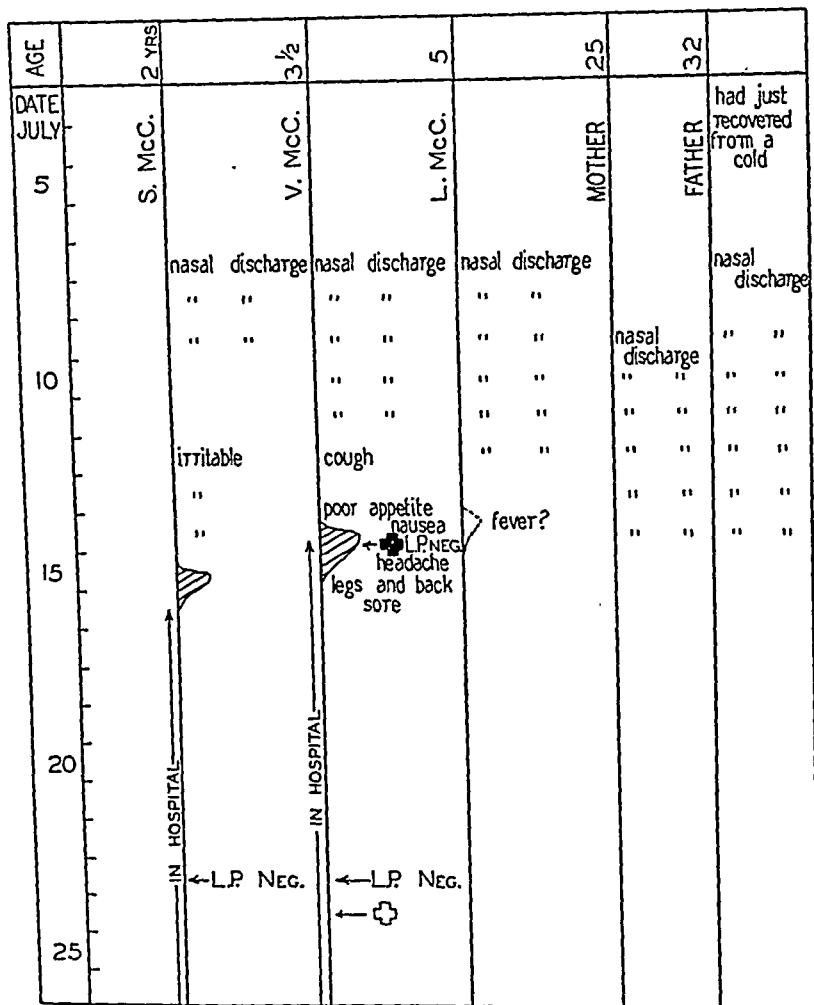 AGE
2 YRS
3½
5
25
32
DATE
JULY
S. McC.
V. McC.
L. McC.
MOTHER
FATHER
had just
recovered
from a
cold
5
nasal discharge
" "
" "
irritable
"
"
nasal discharge
" "
" "
" "
" "
cough
poor appetite
nausea
←L.P. NEG.
headache
legs and back
sore
nasal discharge
" "
" "
" "
" "
" "
fever?
nasal
discharge
" "
" "
" "
" "
" "
nasal
discharge
" "
" "
" "
" "
" "
" "
10
15
20
25
IN HOSPITAL
IN HOSPITAL
←L.P. NEG.
←L.P. NEG.